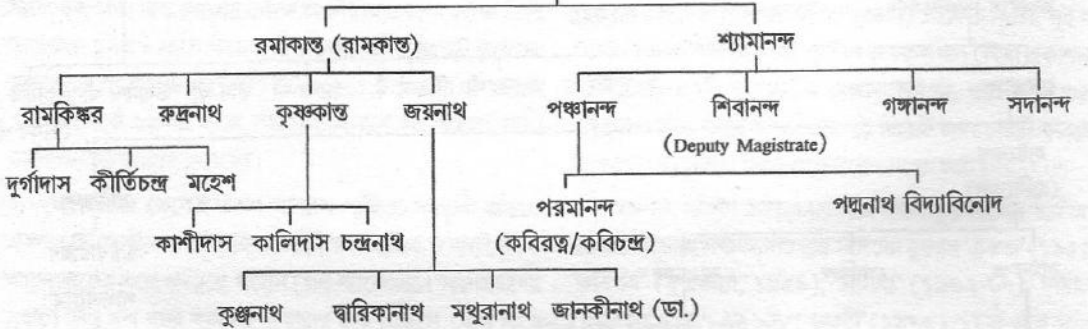 রমাকান্ত (রামকান্ত) শ্যামানন্দ
রামকিঙ্কর রুদ্রনাথ কৃষ্ণকান্ত জয়নাথ পঞ্চানন্দ শিবানন্দ গঙ্গানন্দ সদানন্দ
(Deputy Magistrate)
দুর্গাদাস কীর্তিচন্দ্র মহেশ
পরমানন্দ পদ্মনাথ বিদ্যাবিনোদ
কাশীদাস কালিদাস চন্দ্রনাথ (কবিরত্ন/কবিচন্দ্র)
কুঞ্জনাথ দ্বারিকানাথ মথুরানাথ জানকীনাথ (ডা.)